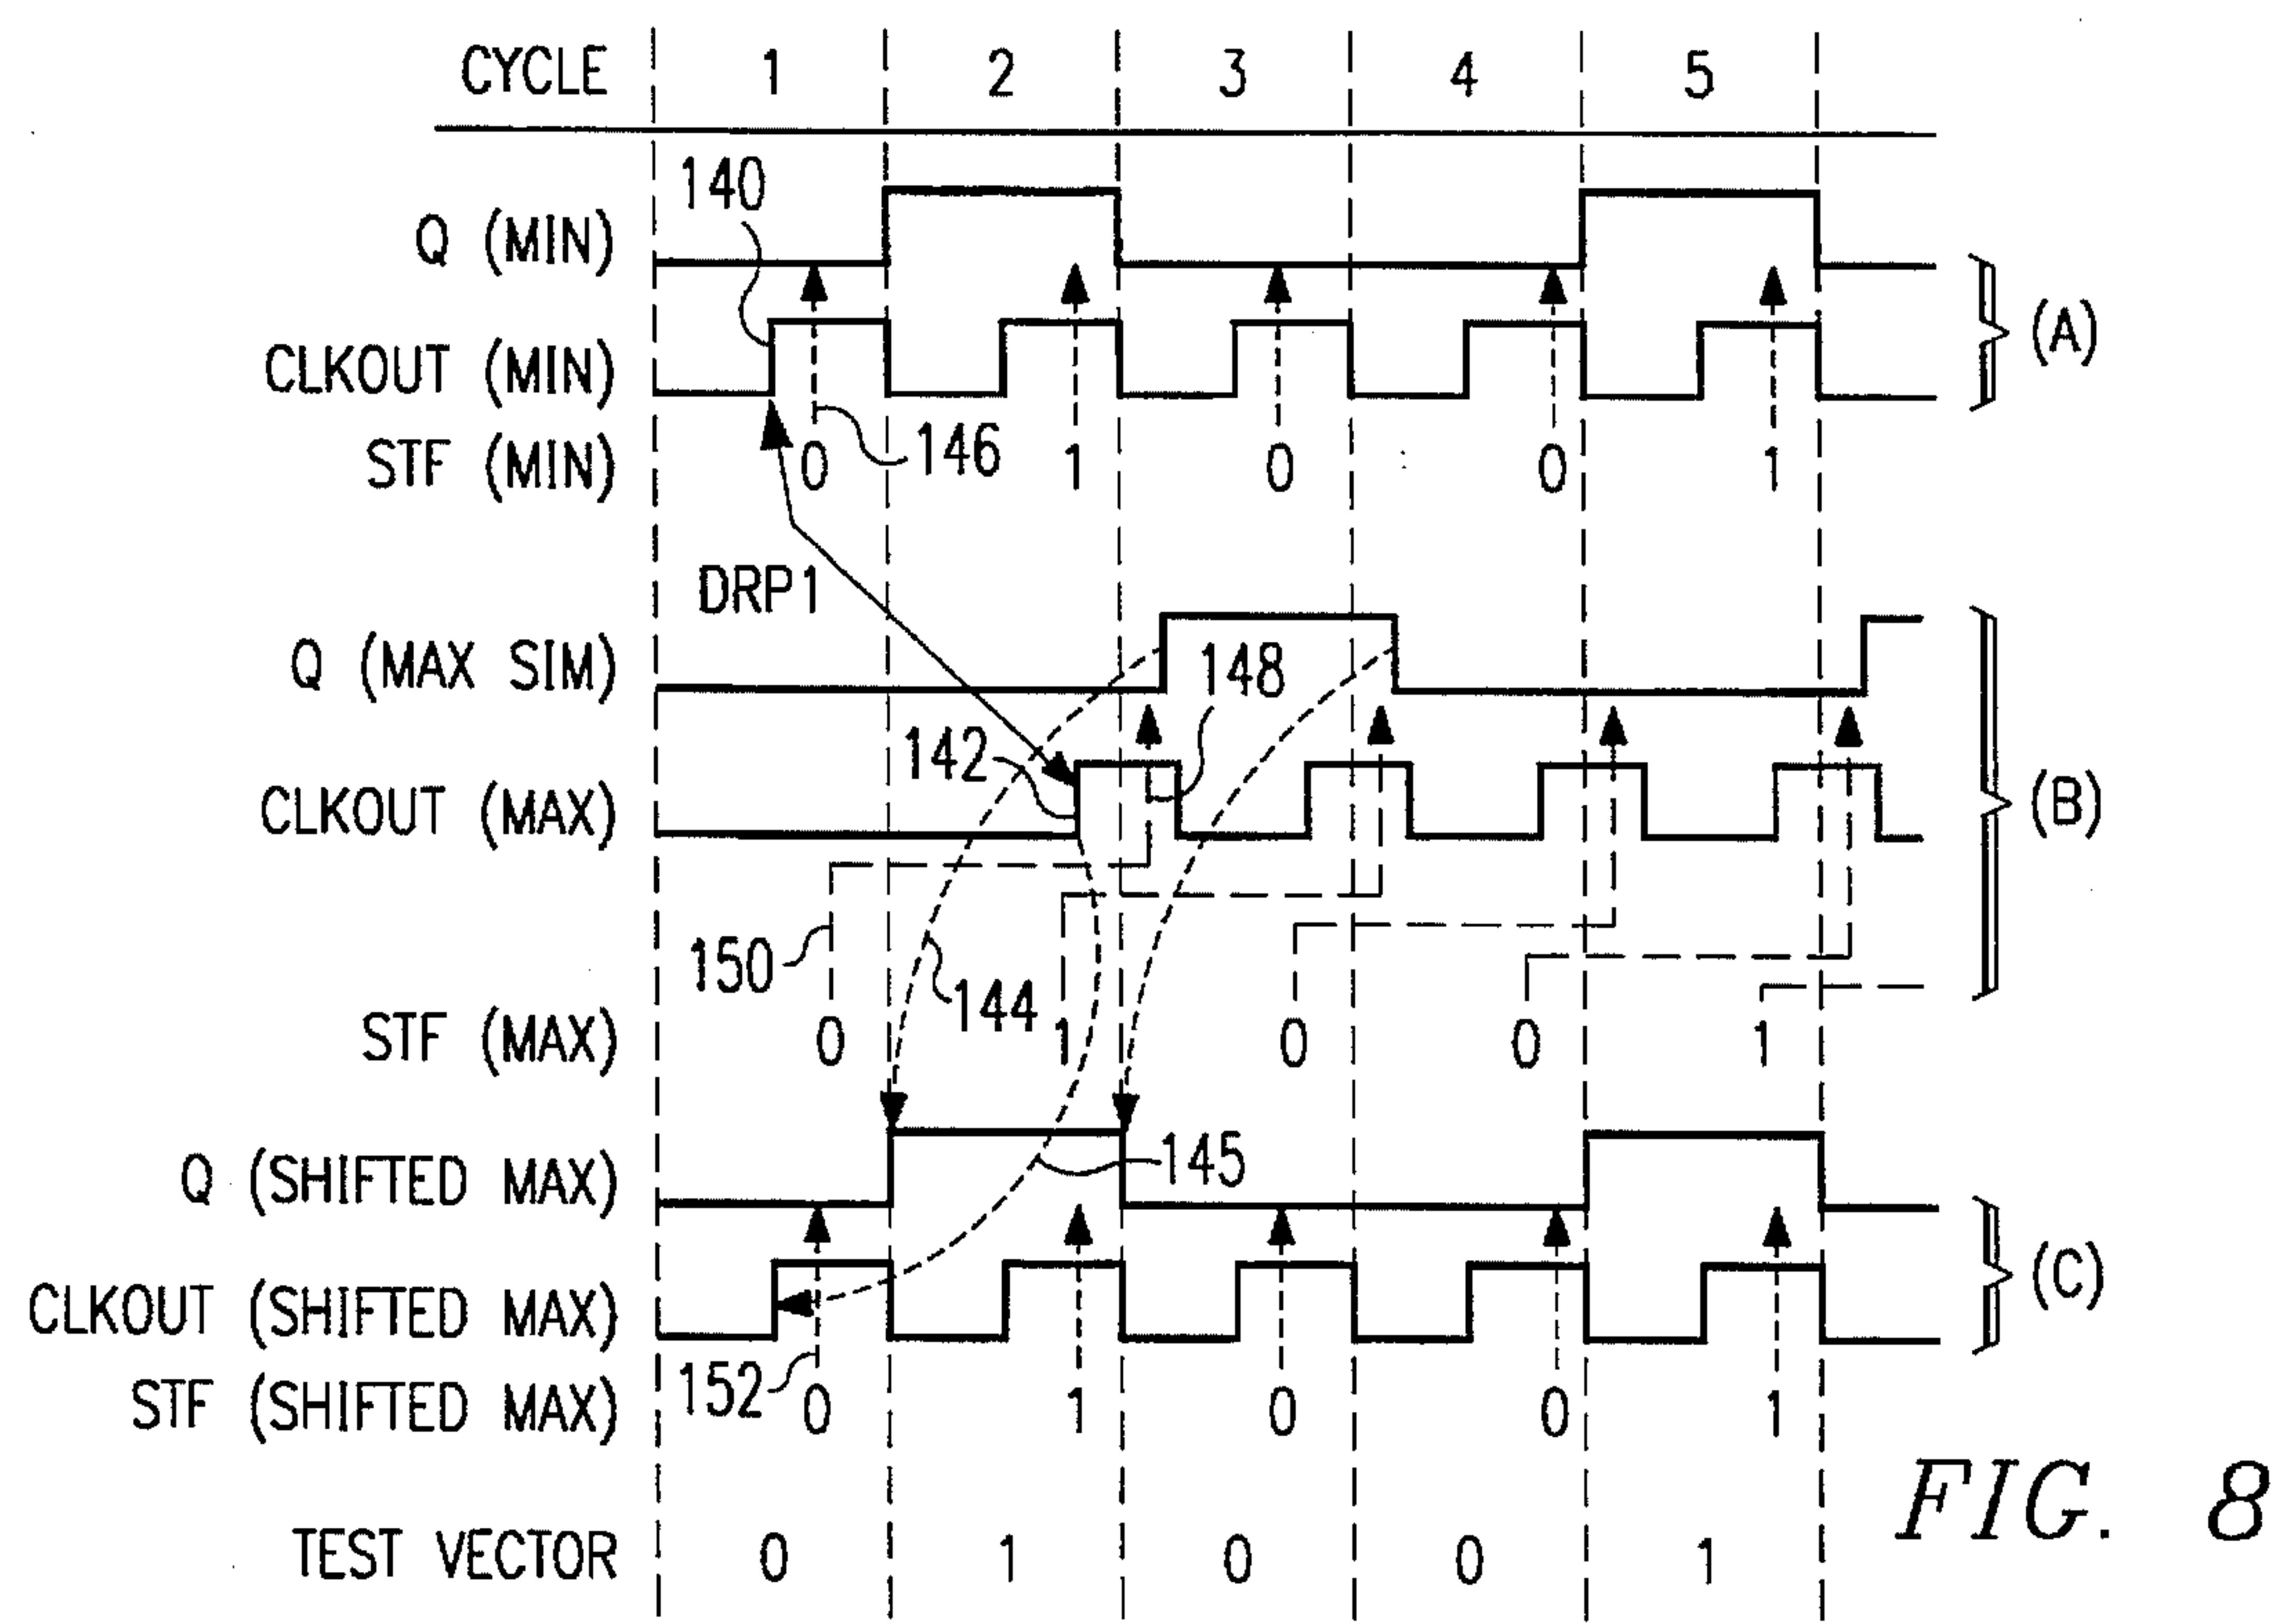 CYCLE 1 2 3 4 5
140
Q (MIN)
CLKOUT (MIN)
(A)
STF (MIN) 0 146 1 0 0 1
DRP1
Q (MAX SIM)
148
142
CLKOUT (MAX)
(B)
150
144
STF (MAX) 0 1 0 0 1
Q (SHIFTED MAX)
145
CLKOUT (SHIFTED MAX)
(C)
152
STF (SHIFTED MAX) 0 1 0 0 1
TEST VECTOR 0 1 0 0 1
FIG. 8